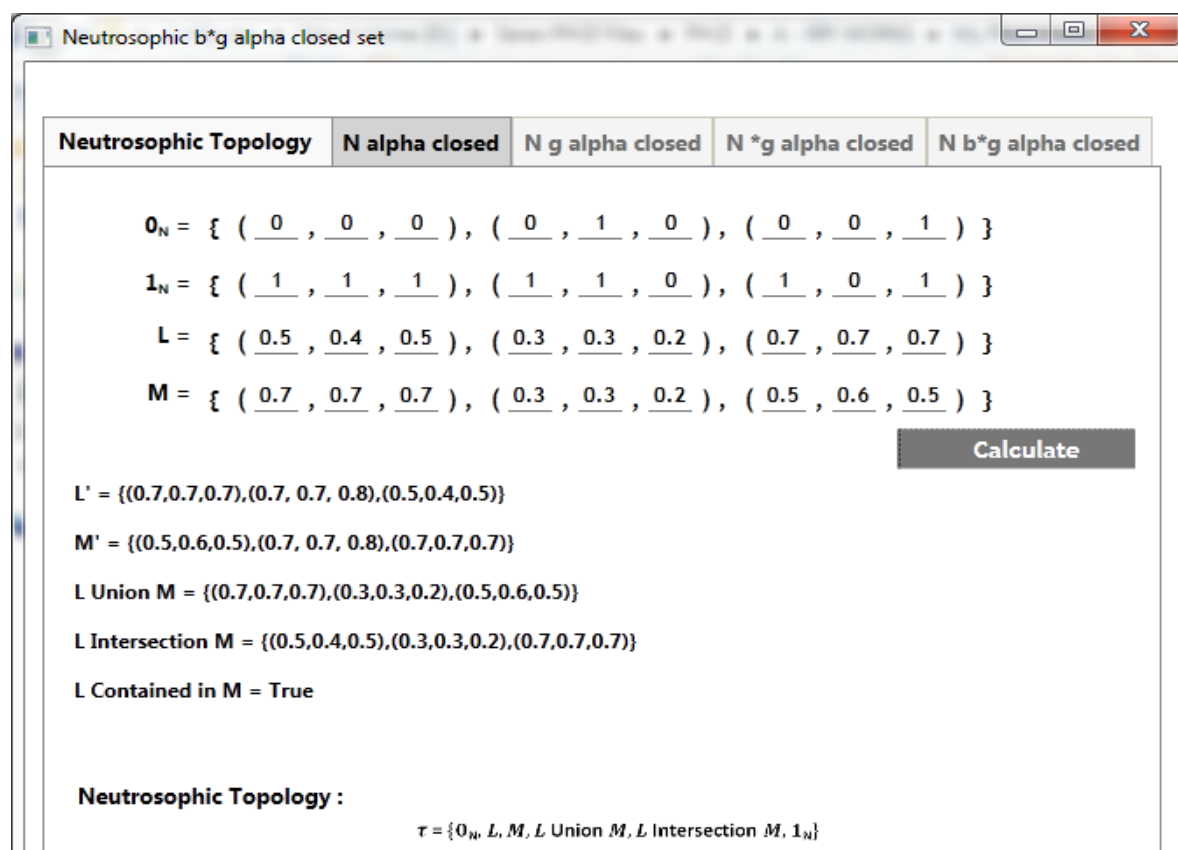 Neutrosophic b*g alpha closed set
Neutrosophic Topology N alpha closed N g alpha closed N *g alpha closed N b*g alpha closed
0N = { ( 0 , 0 , 0 ), ( 0 , 1 , 0 ), ( 0 , 0 , 1 ) }
1N = { ( 1 , 1 , 1 ), ( 1 , 1 , 0 ), ( 1 , 0 , 1 ) }
L = { ( 0.5 , 0.4 , 0.5 ), ( 0.3 , 0.3 , 0.2 ), ( 0.7 , 0.7 , 0.7 ) }
M = { ( 0.7 , 0.7 , 0.7 ), ( 0.3 , 0.3 , 0.2 ), ( 0.5 , 0.6 , 0.5 ) }
Calculate
L' = {(0.7,0.7,0.7),(0.7, 0.7, 0.8),(0.5,0.4,0.5)}
M' = {(0.5,0.6,0.5),(0.7, 0.7, 0.8),(0.7,0.7,0.7)}
L Union M = {(0.7,0.7,0.7),(0.3,0.3,0.2),(0.5,0.6,0.5)}
L Intersection M = {(0.5,0.4,0.5),(0.3,0.3,0.2),(0.7,0.7,0.7)}
L Contained in M = True
Neutrosophic Topology :
τ = {0N, L, M, L Union M, L Intersection M, 1N}